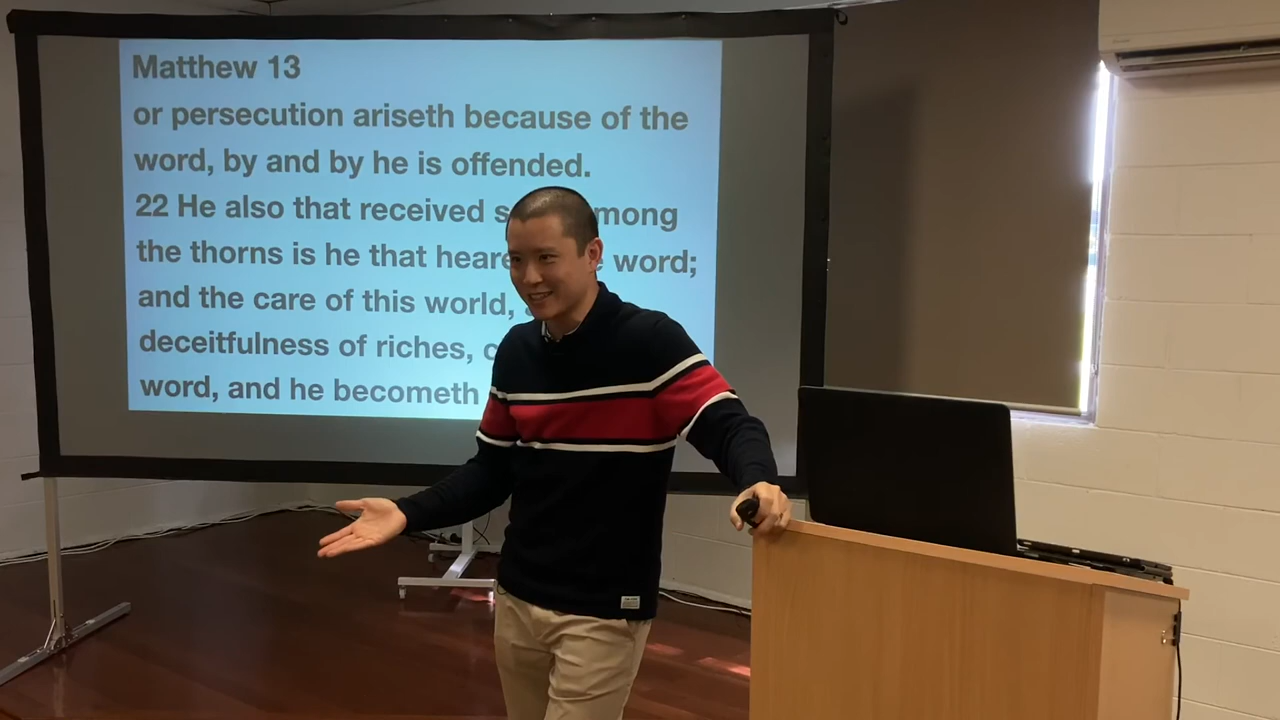 Matthew 13
or persecution ariseth because of the
word, by and by he is offended.
22 He also that received mong
the thorns is he that heare word;
and the care of this world,
deceitfulness of riches,
word, and he becometh